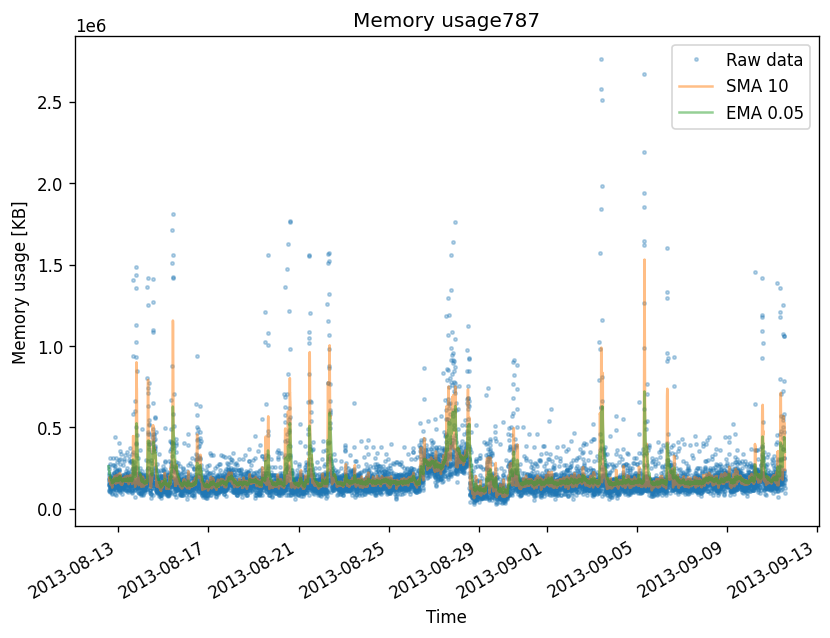 Memory usage787
1e6
Raw data
SMA 10
EMA 0.05
2.5
2.0
1.5
1.0
0.5
0.0
Memory usage [KB]
2013-08-13
2013-08-17
2013-08-21
2013-08-25
2013-08-29
2013-09-01
2013-09-05
2013-09-09
2013-09-13
Time